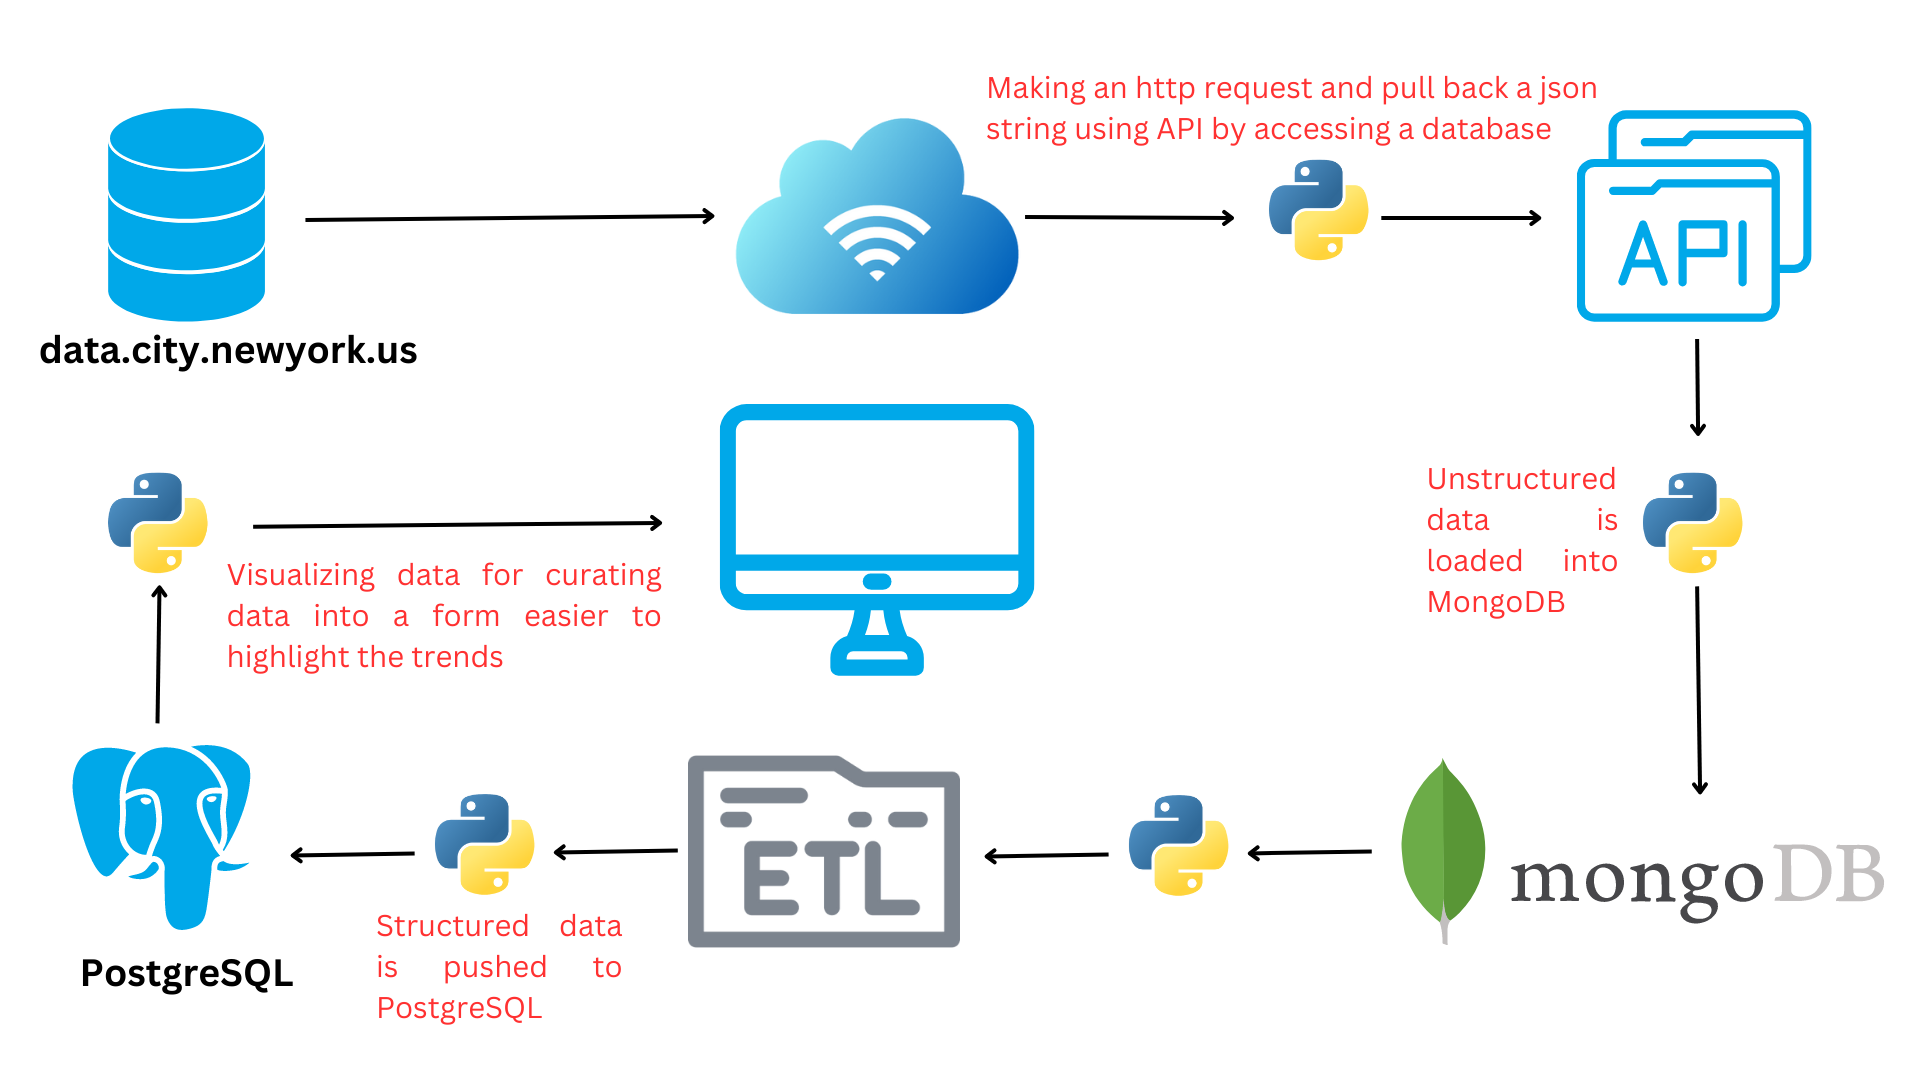 Making an http request and pull back a json
string using API by accessing a database
API
data.city.newyork.us
Unstructured
data is
loaded into
MongoDB
Visualizing data for curating
data into a form easier to
highlight the trends
ETL
mongoDB
Structured data
is pushed to
PostgreSQL
PostgreSQL